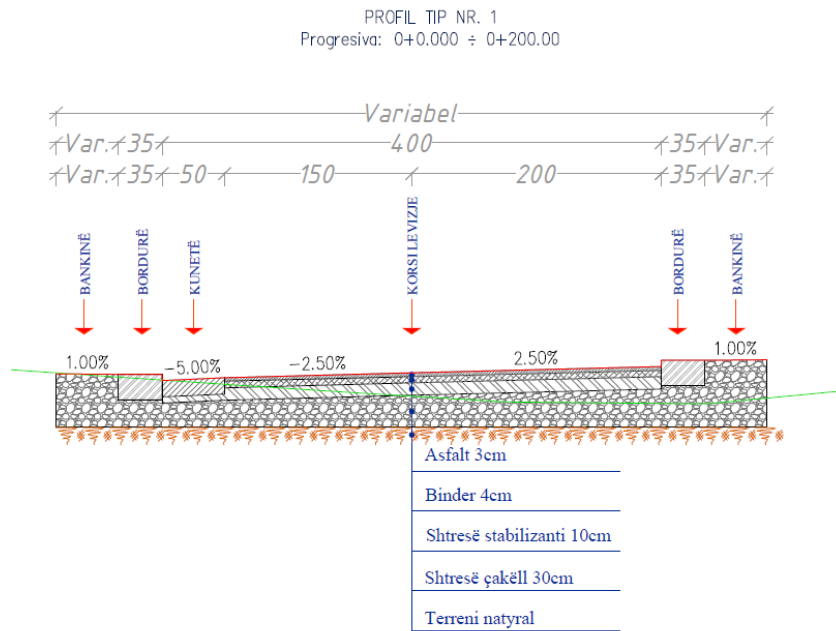 PROFIL TIP NR. 1
Progresiva: 0+0.000 ÷ 0+200.00
Variabel
Var. 35 400 35 Var.
Var. 35 50 150 200 35 Var.
BANKINË
BORDURË
KUNETË
KORSI LEVIZJE
BORDURË
BANKINË
1.00% -5.00% -2.50% 2.50% 1.00%
Asfalt 3cm
Binder 4cm
Shtresë stabilizanti 10cm
Shtresë çakëll 30cm
Terreni natyral